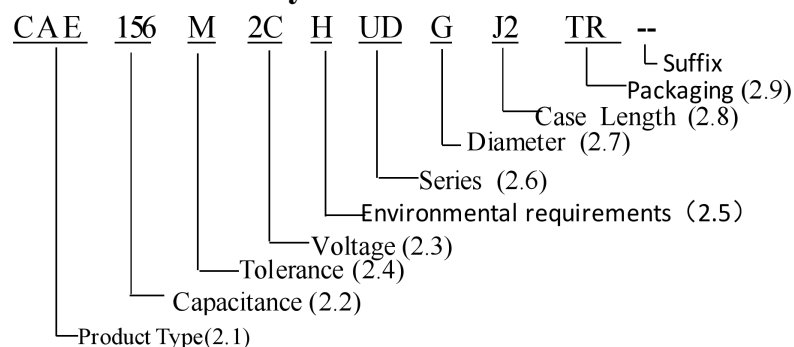 CAE 156 M 2C H UD G J2 TR --
Suffix
Packaging (2.9)
Case Length (2.8)
Diameter (2.7)
Series (2.6)
Environmental requirements（2.5）
Voltage (2.3)
Tolerance (2.4)
Capacitance (2.2)
Product Type(2.1)